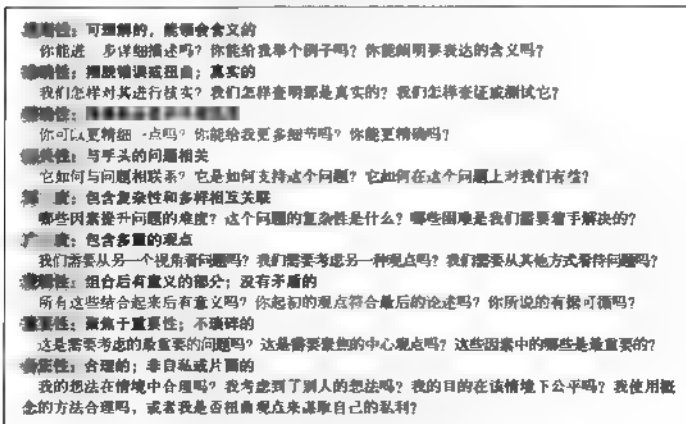 性：可理解的，能领会含义的
你能进 步详细描述吗？你能给我举个例子吗？你能阐明要表达的含义吗？
性：摆脱错误或扭曲；真实的
我们怎样对其进行核实？我们怎样查明那是真实的？我们怎样查证或测试它？
性：
你可以更精细一点吗？你能给我更多细节吗？你能更精确吗？
性：与手头的问题相关
它如何与问题相联系？它是如何支持这个问题？它如何在这个问题上对我们有益？
度：包含复杂性和多样相互关联
哪些因素提升问题的难度？这个问题的复杂性是什么？哪些困难是我们需要着手解决的？
广 度：包含多重的观点
我们需要从另一个视角看问题吗？我们需要考虑另一种观点吗？我们需要从其他方式看待问题吗？
性：组合后有意义的部分；没有矛盾的
所有这些结合起来后有意义吗？你起初的观点符合最后的论述吗？你所说的有据可循吗？
重要性：聚焦于重要性；不琐碎的
这是需要考虑的最重要的问题吗？这是需要聚焦的中心观点吗？这些因素中的哪些是最重要的？
性：合理的；非自私或片面的
我的想法在情境中合理吗？我考虑到了别人的想法吗？我的目的在该情境下公平吗？我使用概
念的方法合理吗，或者我是否扭曲观点来谋取自己的私利？